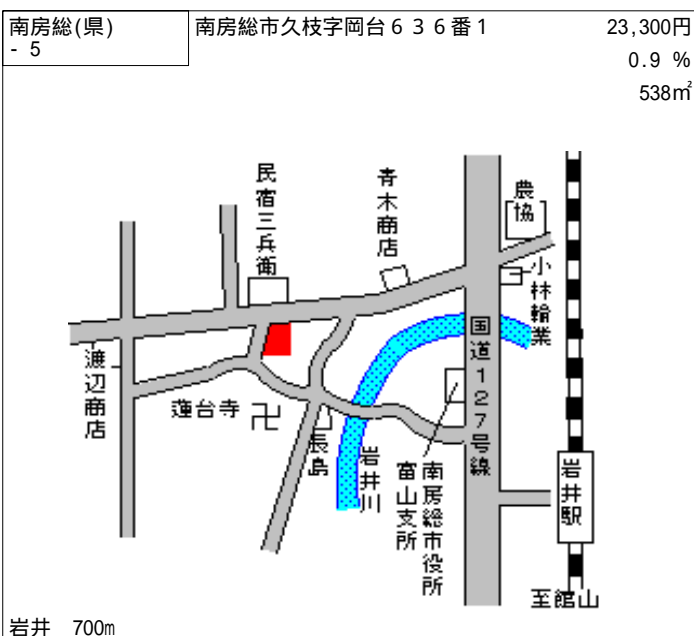 南房総(県)
- 5
南房総市久枝字岡台６３６番１
23,300円
0.9 %
538㎡
民宿三兵衛
青木商店
農協
小林輪業
国道127号線
渡辺商店
蓮台寺
卍
長島
岩井川
富山支所
南房総市役所
岩井駅
至館山
岩井　700m